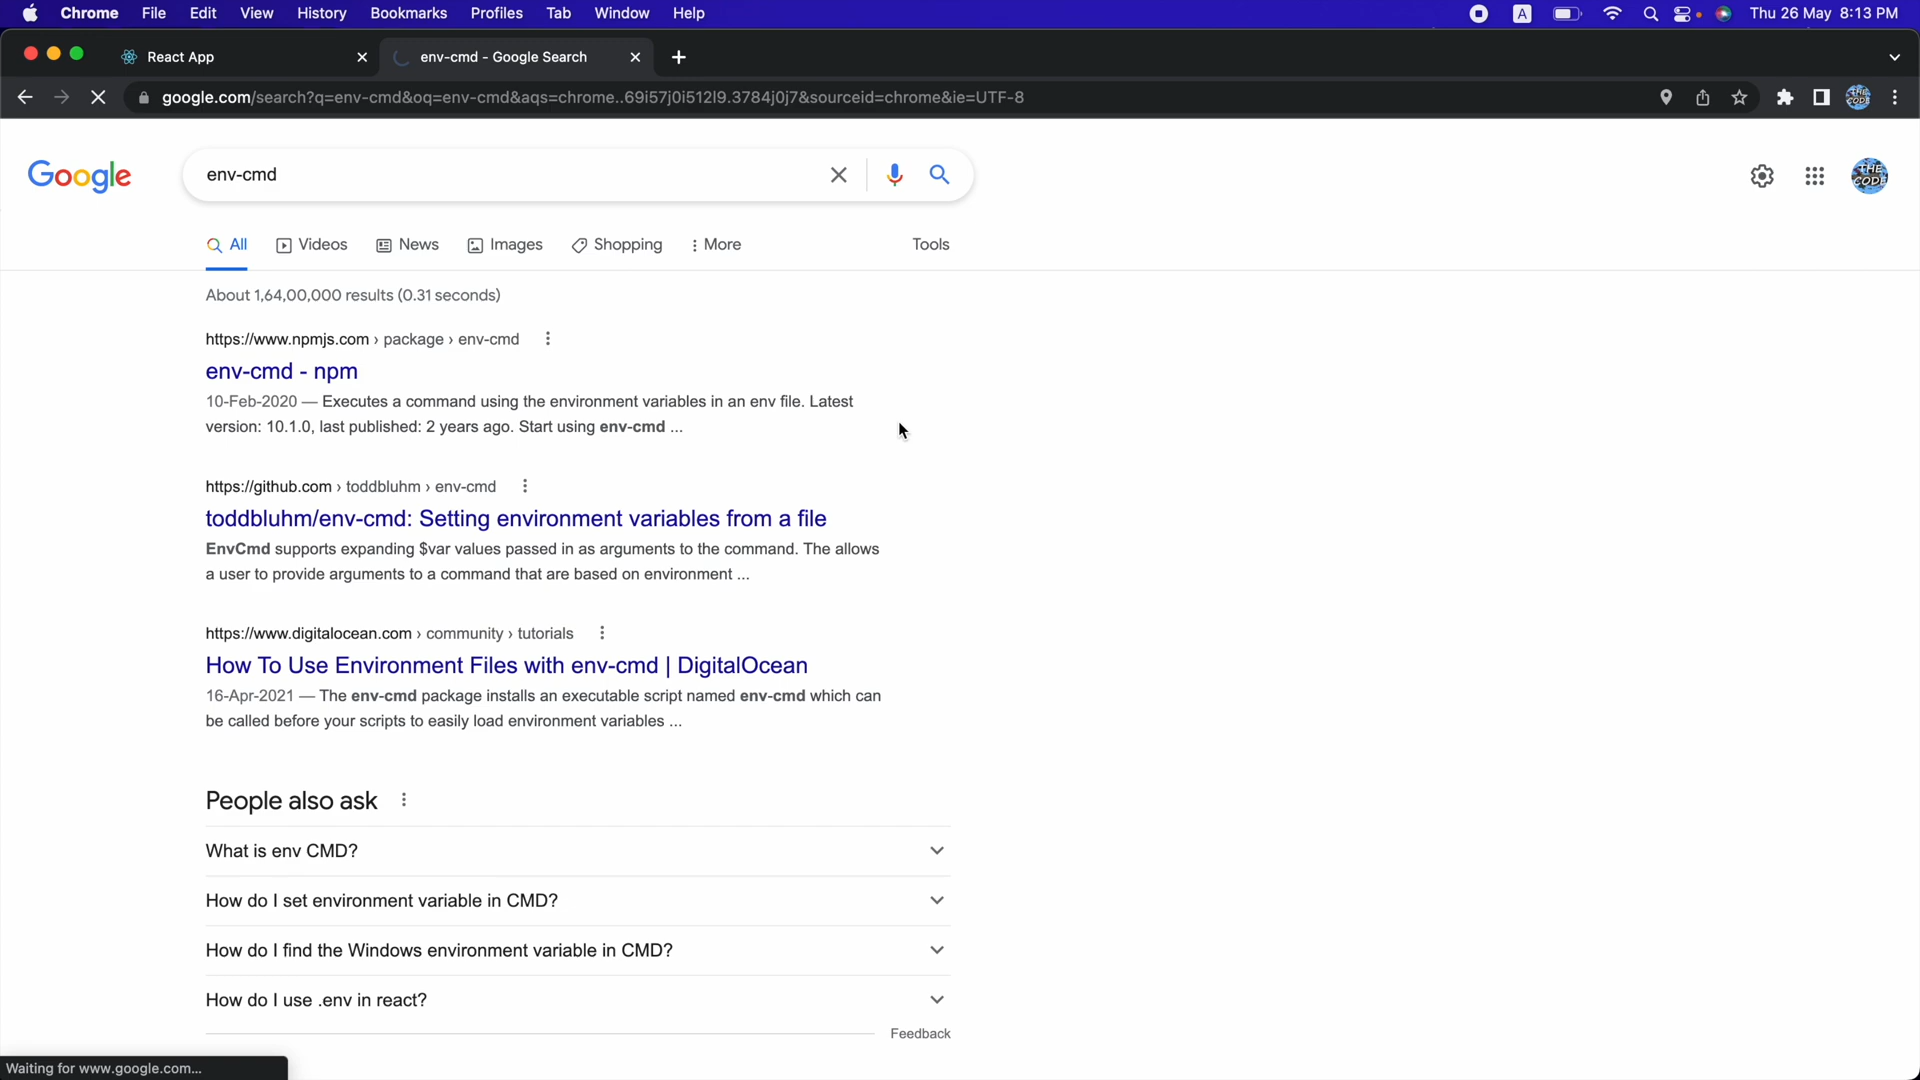 Chrome File Edit View History Bookmarks Profiles Tab Window Help A Thu 26 May 8:13 PM
React App env-cmd - Google Search
google.com/search?q=env-cmd&oq=env-cmd&aqs=chrome..69i57j0i512l9.3784j0j7&sourceid=chrome&ie=UTF-8 THE CODE
Google env-cmd THE CODE
All Videos News Images Shopping More Tools
About 1,64,00,000 results (0.31 seconds)
https://www.npmjs.com › package › env-cmd
env-cmd - npm
10-Feb-2020 — Executes a command using the environment variables in an env file. Latest
version: 10.1.0, last published: 2 years ago. Start using env-cmd ...
https://github.com › toddbluhm › env-cmd
toddbluhm/env-cmd: Setting environment variables from a file
EnvCmd supports expanding $var values passed in as arguments to the command. The allows
a user to provide arguments to a command that are based on environment ...
https://www.digitalocean.com › community › tutorials
How To Use Environment Files with env-cmd | DigitalOcean
16-Apr-2021 — The env-cmd package installs an executable script named env-cmd which can
be called before your scripts to easily load environment variables ...
People also ask
What is env CMD?
How do I set environment variable in CMD?
How do I find the Windows environment variable in CMD?
How do I use .env in react?
Feedback
Waiting for www.google.com...